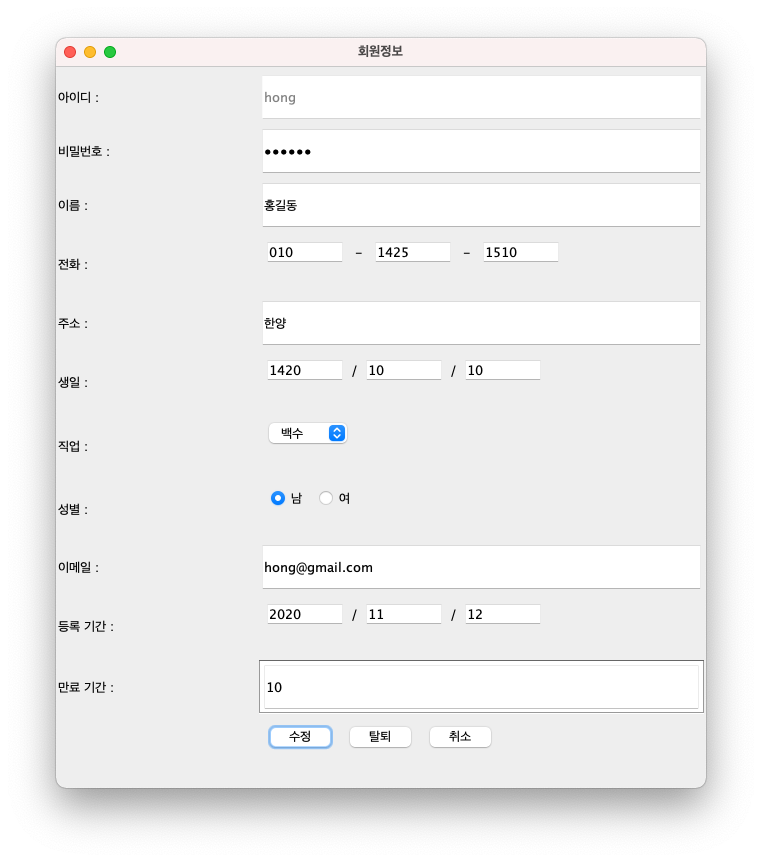 회원정보
아이디 : hong
비밀번호 : ••••••
이름 : 홍길동
전화 : 010 - 1425 - 1510
주소 : 한양
생일 : 1420 / 10 / 10
직업 : 백수
성별 : 남 여
이메일 : hong@gmail.com
등록 기간 : 2020 / 11 / 12
만료 기간 : 10
수정 탈퇴 취소